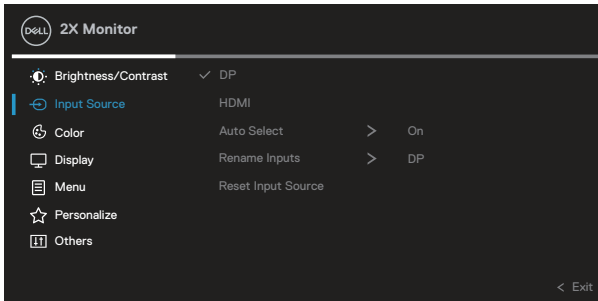 DELL 2X Monitor
Brightness/Contrast DP
Input Source HDMI
Color Auto Select > On
Display Rename Inputs > DP
Menu Reset Input Source
Personalize
Others
< Exit